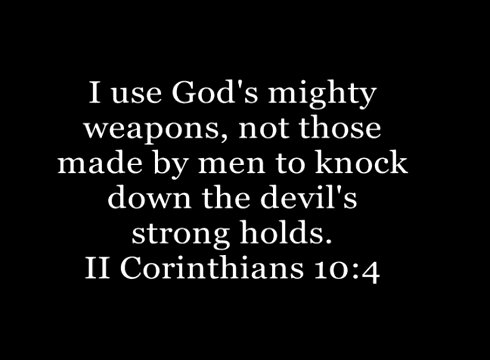 I use God's mighty
weapons, not those
made by men to knock
down the devil's
strong holds.
II Corinthians 10:4